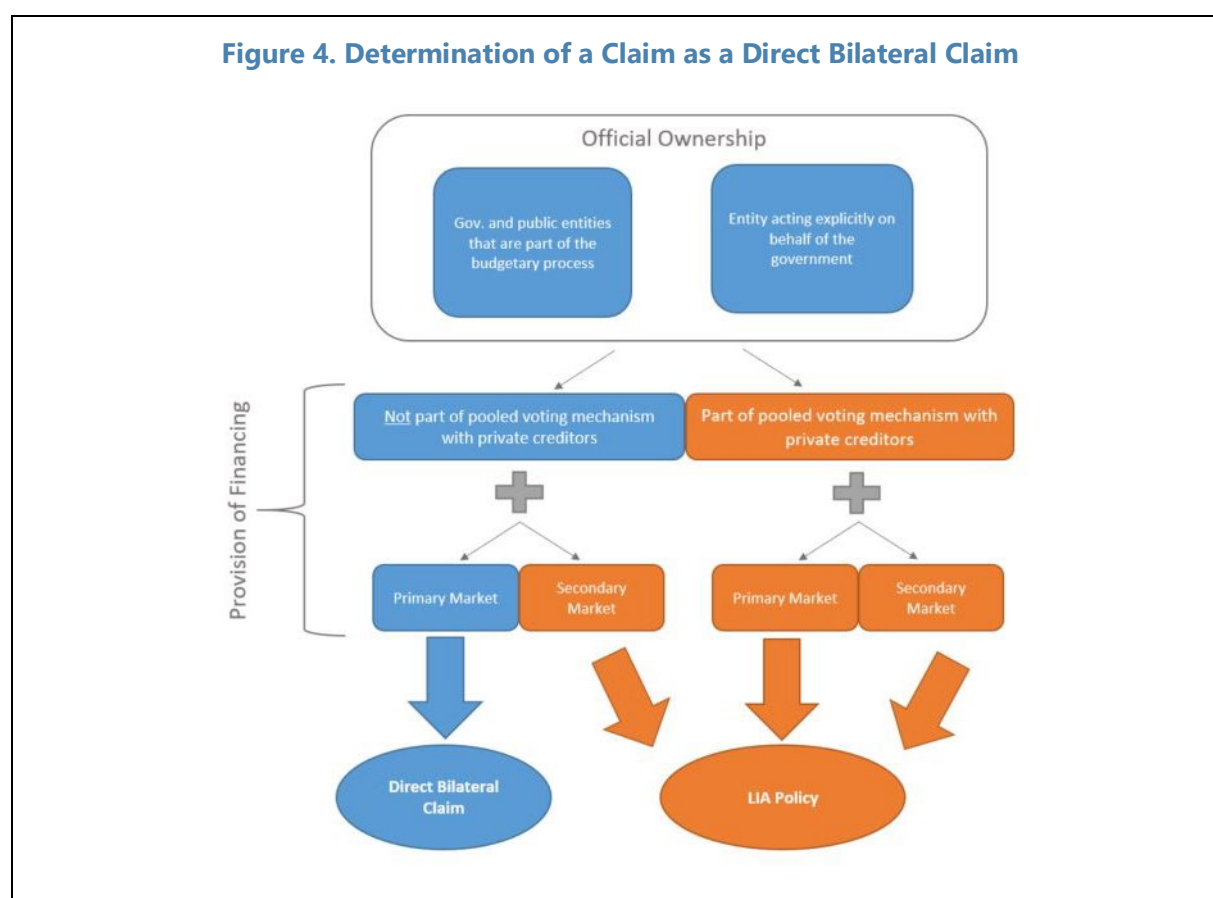 Figure 4. Determination of a Claim as a Direct Bilateral Claim
Official Ownership
Gov. and public entities
that are part of the
budgetary process
Entity acting explicitly on
behalf of the
government
Provision of Financing
Not part of pooled voting mechanism
with private creditors
Part of pooled voting mechanism with
private creditors
Primary Market
Secondary
Market
Primary Market
Secondary
Market
Direct Bilateral
Claim
LIA Policy